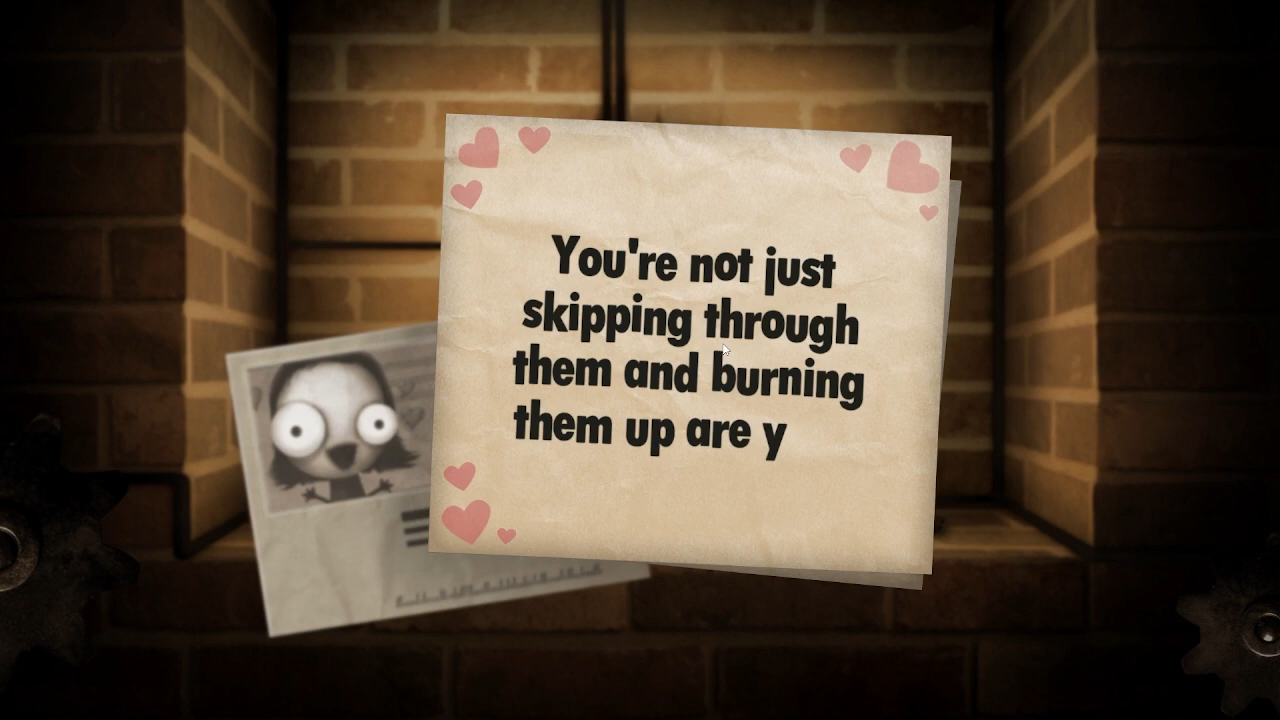 You're not just
skipping through
them and burning
them up are y